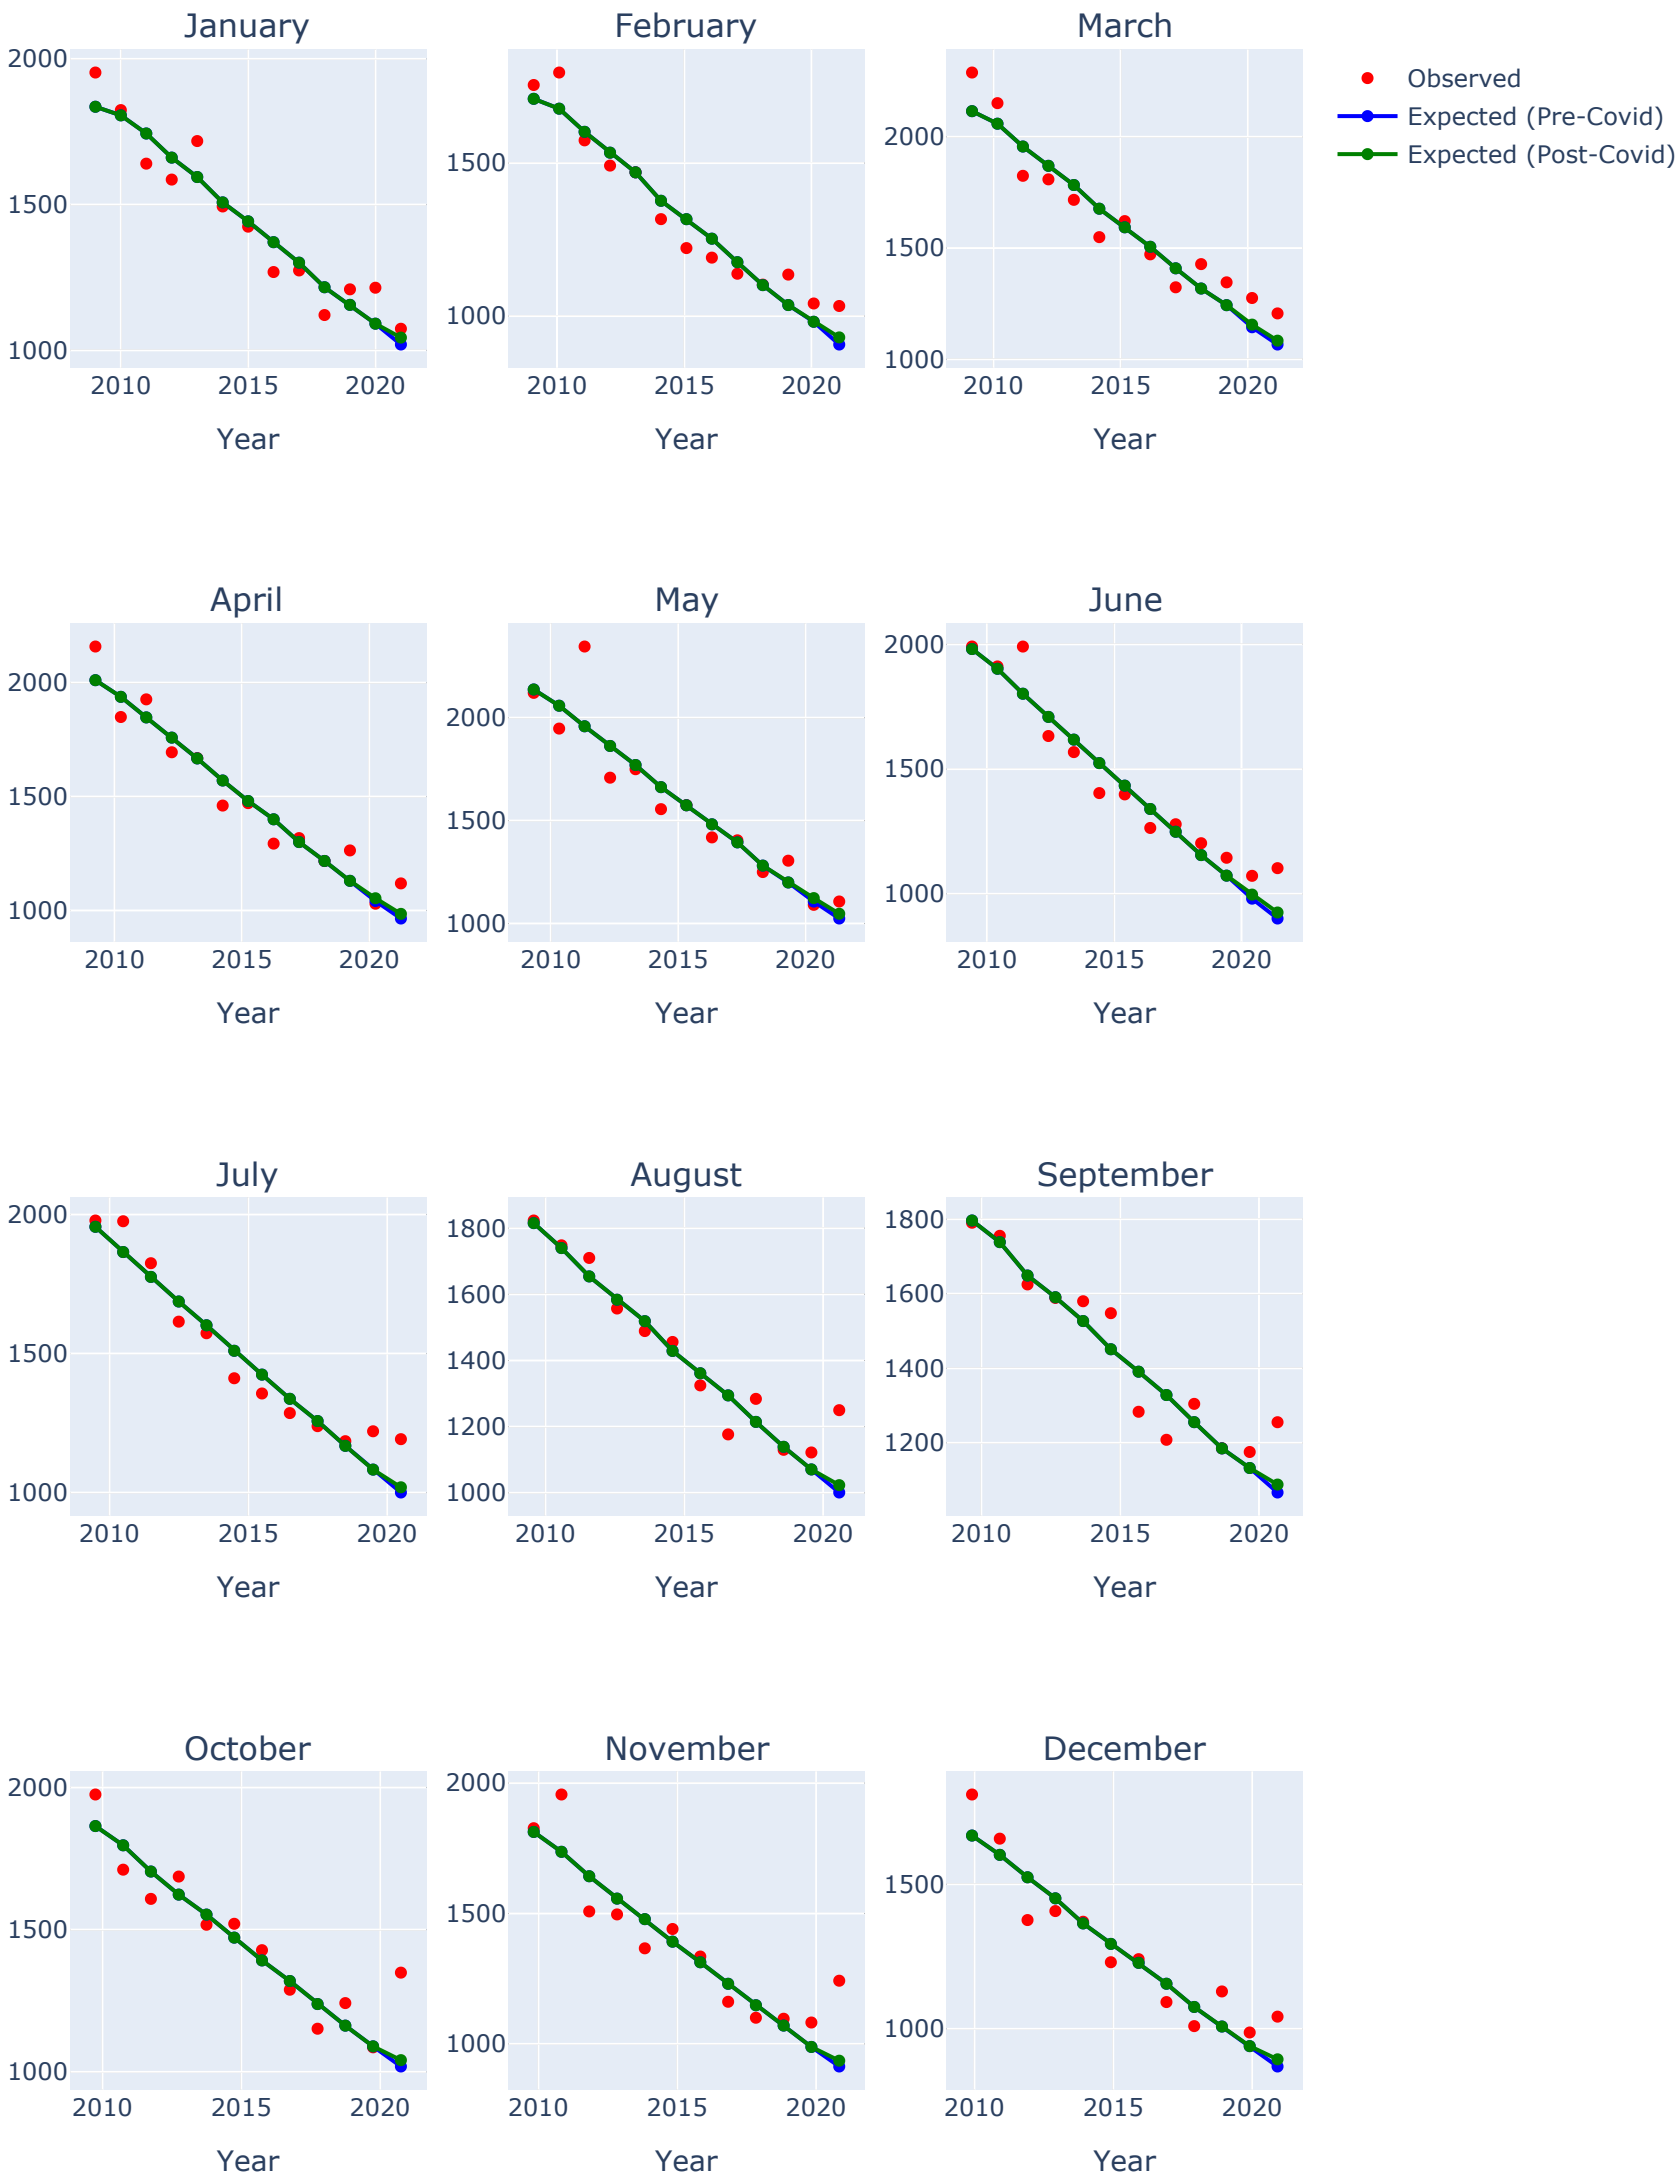 January
February
March
2000
1500
1000
2010
2015
2020
Year
1500
1000
2010
2015
2020
Year
2000
1500
1000
2010
2015
2020
Year
Observed
Expected (Pre-Covid)
Expected (Post-Covid)
April
May
June
2000
1500
1000
2010
2015
2020
Year
2000
1500
1000
2010
2015
2020
Year
2000
1500
1000
2010
2015
2020
Year
July
August
September
2000
1500
1000
2010
2015
2020
Year
1800
1600
1400
1200
1000
2010
2015
2020
Year
1800
1600
1400
1200
2010
2015
2020
Year
October
November
December
2000
1500
1000
2010
2015
2020
Year
2000
1500
1000
2010
2015
2020
Year
1500
1000
2010
2015
2020
Year